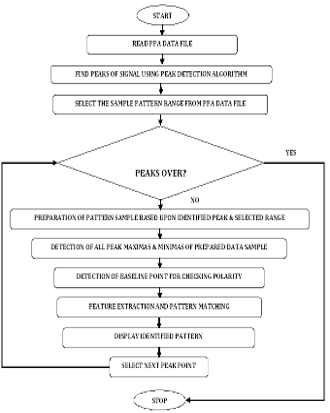 START
READ PPA DATA FILE
FIND PEAKS OF SIGNAL USING PEAK DETECTION ALGORITHM
SELECT THE SAMPLE PATTERN RANGE FROM PPA DATA FILE
YES
PEAKS OVER?
NO
PREPARATION OF PATTERN SAMPLE BASED UPON IDENTIFIED PEAK & SELECTED RANGE
DETECTION OF ALL PEAK MAXIMAS & MINIMAS OF PREPARED DATA SAMPLE
DETECTION OF BASELINE POINT FOR CHECKING POLARITY
FEATURE EXTRACTION AND PATTERN MATCHING
DISPLAY IDENTIFIED PATTERN
SELECT NEXT PEAK POINT
STOP